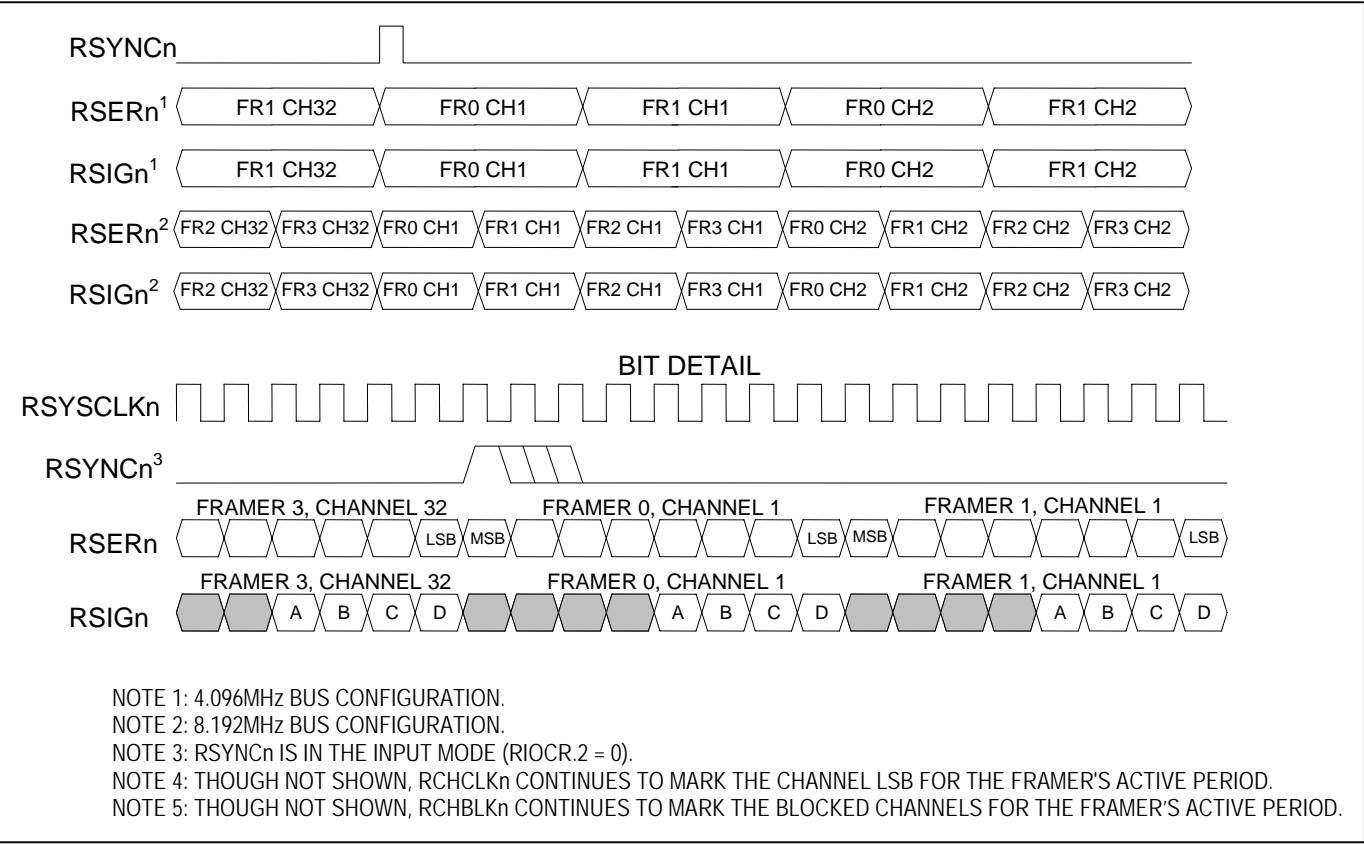 RSYNCn
RSERn1 FR1 CH32 FR0 CH1 FR1 CH1 FR0 CH2 FR1 CH2
RSIGn1 FR1 CH32 FR0 CH1 FR1 CH1 FR0 CH2 FR1 CH2
RSERn2 FR2 CH32 FR3 CH32 FR0 CH1 FR1 CH1 FR2 CH1 FR3 CH1 FR0 CH2 FR1 CH2 FR2 CH2 FR3 CH2
RSIGn2 FR2 CH32 FR3 CH32 FR0 CH1 FR1 CH1 FR2 CH1 FR3 CH1 FR0 CH2 FR1 CH2 FR2 CH2 FR3 CH2
BIT DETAIL
RSYSCLKn
RSYNCn3
FRAMER 3, CHANNEL 32 FRAMER 0, CHANNEL 1 FRAMER 1, CHANNEL 1
RSERn LSB MSB LSB MSB LSB
FRAMER 3, CHANNEL 32 FRAMER 0, CHANNEL 1 FRAMER 1, CHANNEL 1
RSIGn A B C D A B C D A B C D
NOTE 1: 4.096MHz BUS CONFIGURATION.
NOTE 2: 8.192MHz BUS CONFIGURATION.
NOTE 3: RSYNCn IS IN THE INPUT MODE (RIOCR.2 = 0).
NOTE 4: THOUGH NOT SHOWN, RCHCLKn CONTINUES TO MARK THE CHANNEL LSB FOR THE FRAMER'S ACTIVE PERIOD.
NOTE 5: THOUGH NOT SHOWN, RCHBLKn CONTINUES TO MARK THE BLOCKED CHANNELS FOR THE FRAMER’S ACTIVE PERIOD.